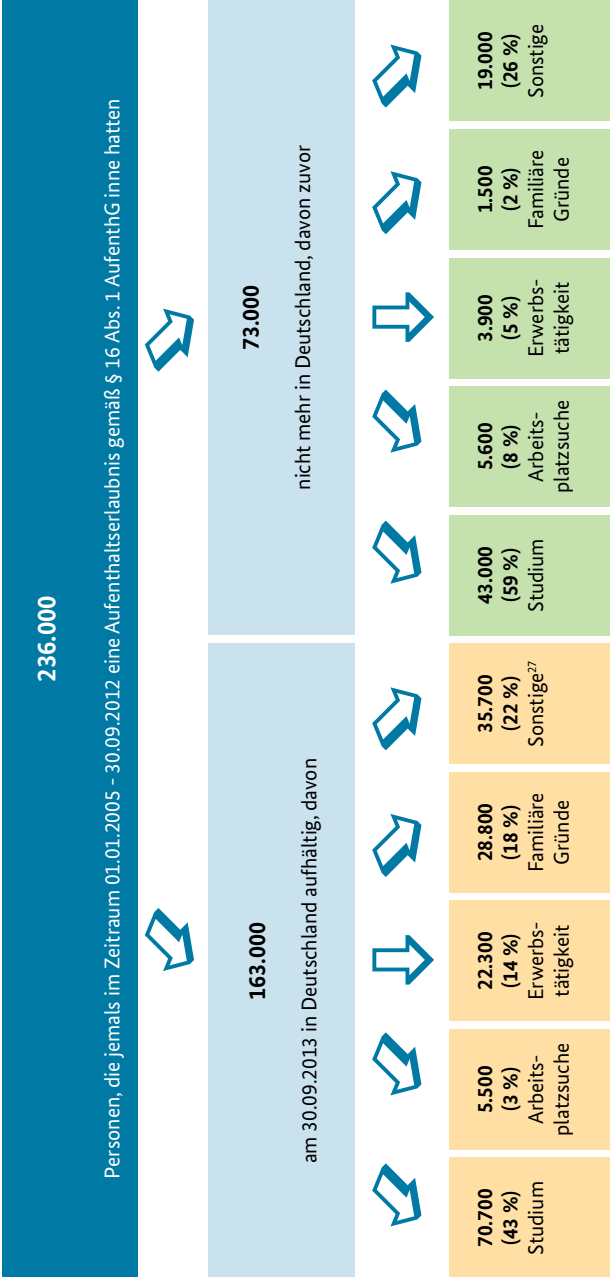 236.000
Personen, die jemals im Zeitraum 01.01.2005 - 30.09.2012 eine Aufenthaltserlaubnis gemäß § 16 Abs.1 AufenthG inne hatten
163.000
am 30.09.2013 in Deutschland aufhältig, davon
73.000
nicht mehr in Deutschland, davon zuvor
70.700
(43 %)
Studium
5.500
(3 %)
Arbeits-
platzsuche
22.300
(14 %)
Erwerbs-
tätigkeit
28.800
(18 %)
Familiäre
Gründe
35.700
(22 %)
Sonstige27
43.000
(59 %)
Studium
5.600
(8 %)
Arbeits-
platzsuche
3.900
(5 %)
Erwerbs-
tätigkeit
1.500
(2 %)
Familiäre
Gründe
19.000
(26 %)
Sonstige